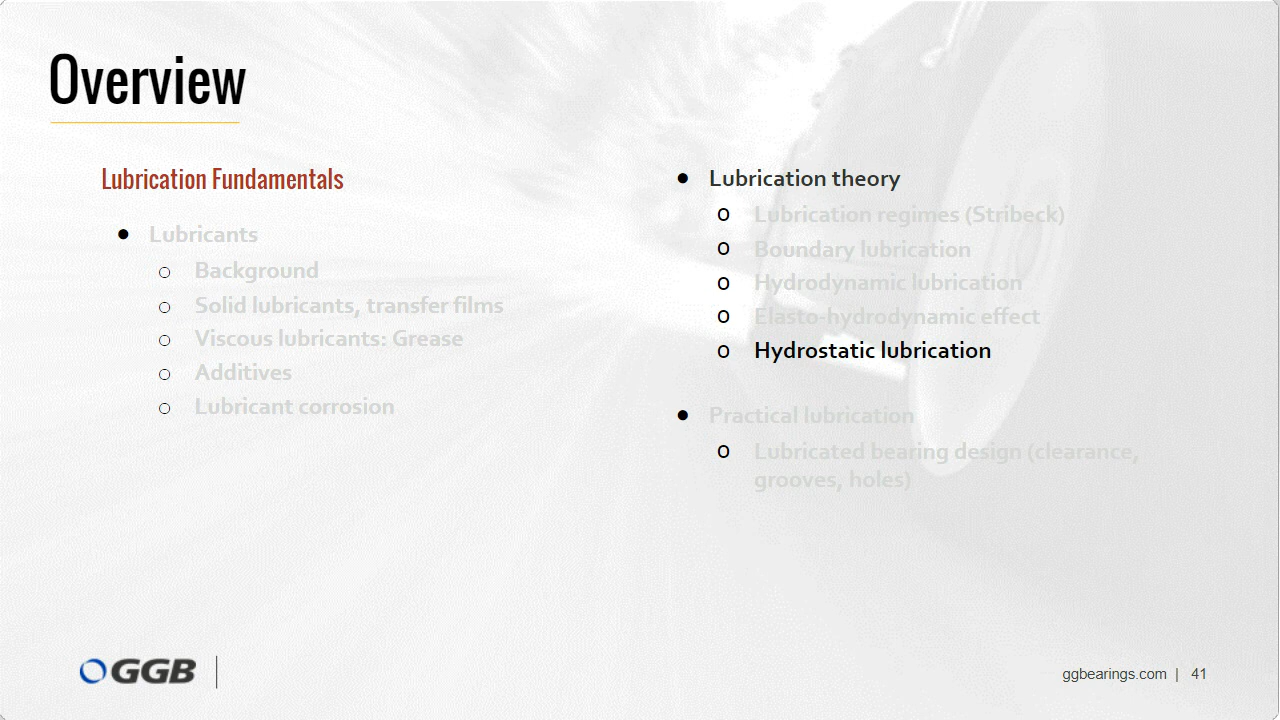 Overview
Lubrication Fundamentals
● Lubricants
○ Background
○ Solid lubricants, transfer films
○ Viscous lubricants: Grease
○ Additives
○ Lubricant corrosion
● Lubrication theory
o Lubrication regimes (Stribeck)
o Boundary lubrication
o Hydrodynamic lubrication
o Elasto-hydrodynamic effect
o Hydrostatic lubrication
● Practical lubrication
o Lubricated bearing design (clearance,
grooves, holes)
GGB
ggbearings.com | 41